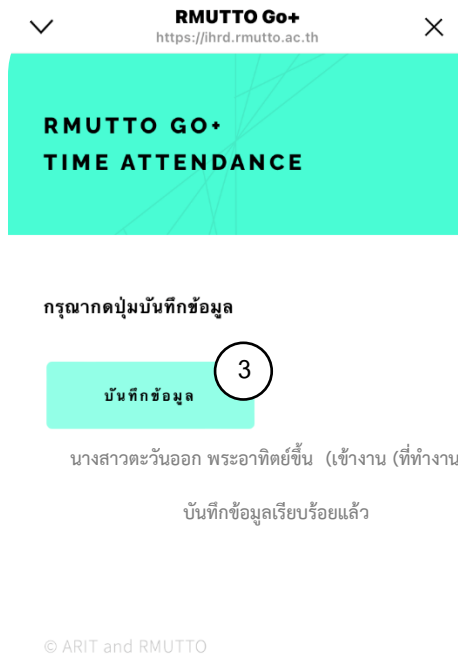 RMUTTO Go+
https://ihrd.rmutto.ac.th
RMUTTO GO+
TIME ATTENDANCE
กรุณากดปุ่มบันทึกข้อมูล
3
บันทึกข้อมูล
นางสาวตะวันออก พระอาทิตย์ขึ้น (เข้างาน (ที่ทำงาน
บันทึกข้อมูลเรียบร้อยแล้ว
© ARIT and RMUTTO